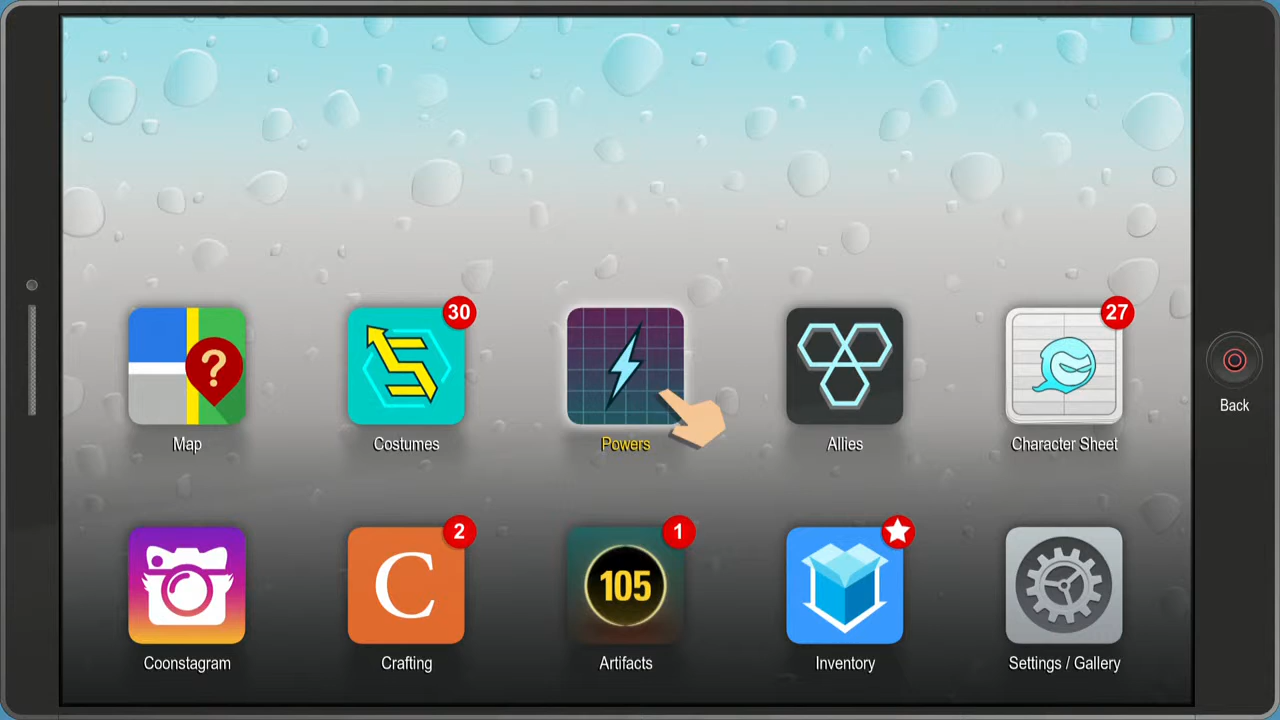 30
27
?
Map
Costumes
Powers
Allies
Character Sheet
Back
2
1
C
105
Coonstagram
Crafting
Artifacts
Inventory
Settings / Gallery